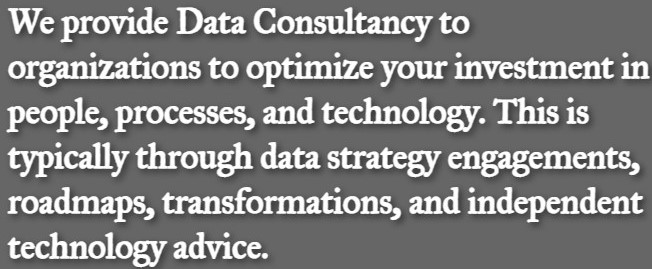 We provide Data Consultancy to
organizations to optimize your investment in
people, processes, and technology. This is
typically through data strategy engagements,
roadmaps, transformations, and independent
technology advice.